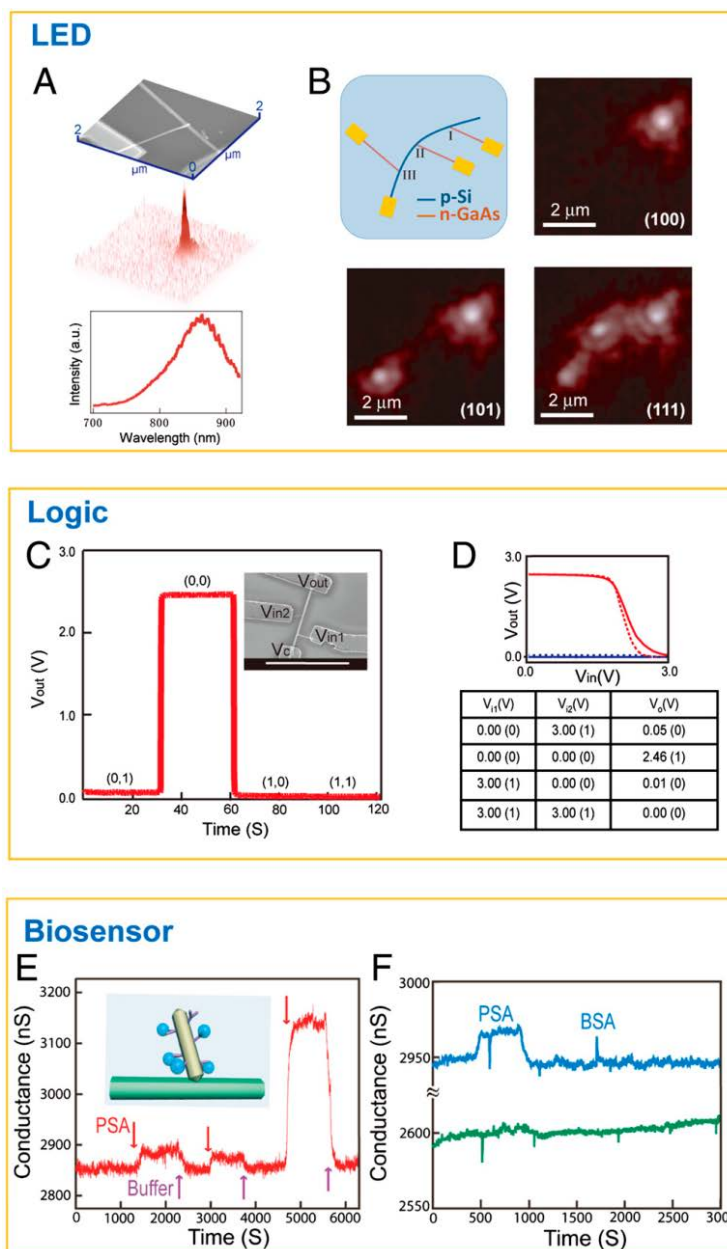 LED
A
2
2
μm
0
μm
Intensity (a.u.)
700 800 900
Wavelength (nm)
B
I
II
III
p-Si
n-GaAs
2 μm
(100)
2 μm
(101)
2 μm
(111)
Logic
C
3.0
2.0
1.0
0.0
Vout (V)
(0,1)
(0,0)
(1,0)
(1,1)
20 40 60 80 100 120
Time (S)
Vout
Vin2
Vin1
Vc
D
3.0
0.0
Vout (V)
0.0 3.0
Vin(V)
Vi1(V) Vi2(V) Vo(V)
0.00 (0) 3.00 (1) 0.05 (0)
0.00 (0) 0.00 (0) 2.46 (1)
3.00 (1) 0.00 (0) 0.01 (0)
3.00 (1) 3.00 (1) 0.00 (0)
Biosensor
E
3200
3100
3000
2900
2800
Conductance (nS)
PSA
Buffer
0 1000 2000 3000 4000 5000 6000
Time (S)
F
3000
2950
2600
2550
Conductance (nS)
PSA
BSA
0 500 1000 1500 2000 2500 300
Time (S)